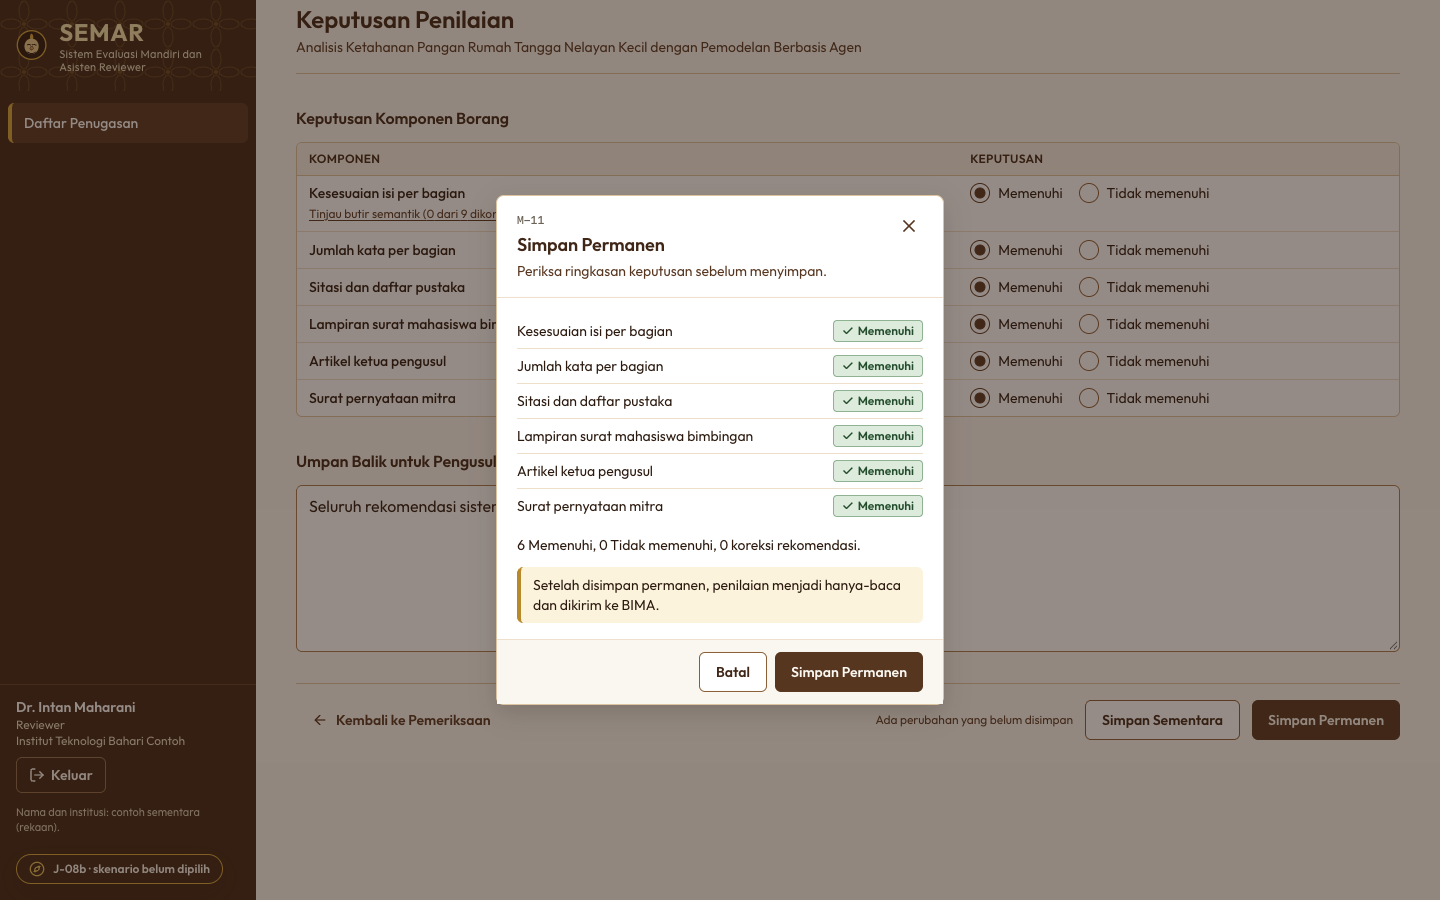 SEMAR
Sistem Evaluasi Mandiri dan
Asisten Reviewer
Daftar Penugasan
Dr. Intan Maharani
Reviewer
Institut Teknologi Bahari Contoh
Keluar
Nama dan institusi: contoh sementara
(rekaan).
J-08b · skenario belum dipilih
Keputusan Penilaian
Analisis Ketahanan Pangan Rumah Tangga Nelayan Kecil dengan Pemodelan Berbasis Agen
Keputusan Komponen Borang
KOMPONEN KEPUTUSAN
Kesesuaian isi per bagian Memenuhi Tidak memenuhi
Tinjau butir semantik (0 dari 9
Jumlah kata per bagian Memenuhi Tidak memenuhi
Sitasi dan daftar pustaka Memenuhi Tidak memenuhi
Lampiran surat mahasiswa Memenuhi Tidak memenuhi
Artikel ketua pengusul Memenuhi Tidak memenuhi
Surat pernyataan mitra Memenuhi Tidak memenuhi
Umpan Balik untuk Pengusul
Seluruh rekomendasi sistem
Kembali ke Pemeriksaan
Ada perubahan yang belum disimpan
Simpan Sementara
Simpan Permanen
M-11
Simpan Permanen
Periksa ringkasan keputusan sebelum menyimpan.
Kesesuaian isi per bagian Memenuhi
Jumlah kata per bagian Memenuhi
Sitasi dan daftar pustaka Memenuhi
Lampiran surat mahasiswa bimbingan Memenuhi
Artikel ketua pengusul Memenuhi
Surat pernyataan mitra Memenuhi
6 Memenuhi, 0 Tidak memenuhi, 0 koreksi rekomendasi.
Setelah disimpan permanen, penilaian menjadi hanya-baca
dan dikirim ke BIMA.
Batal
Simpan Permanen